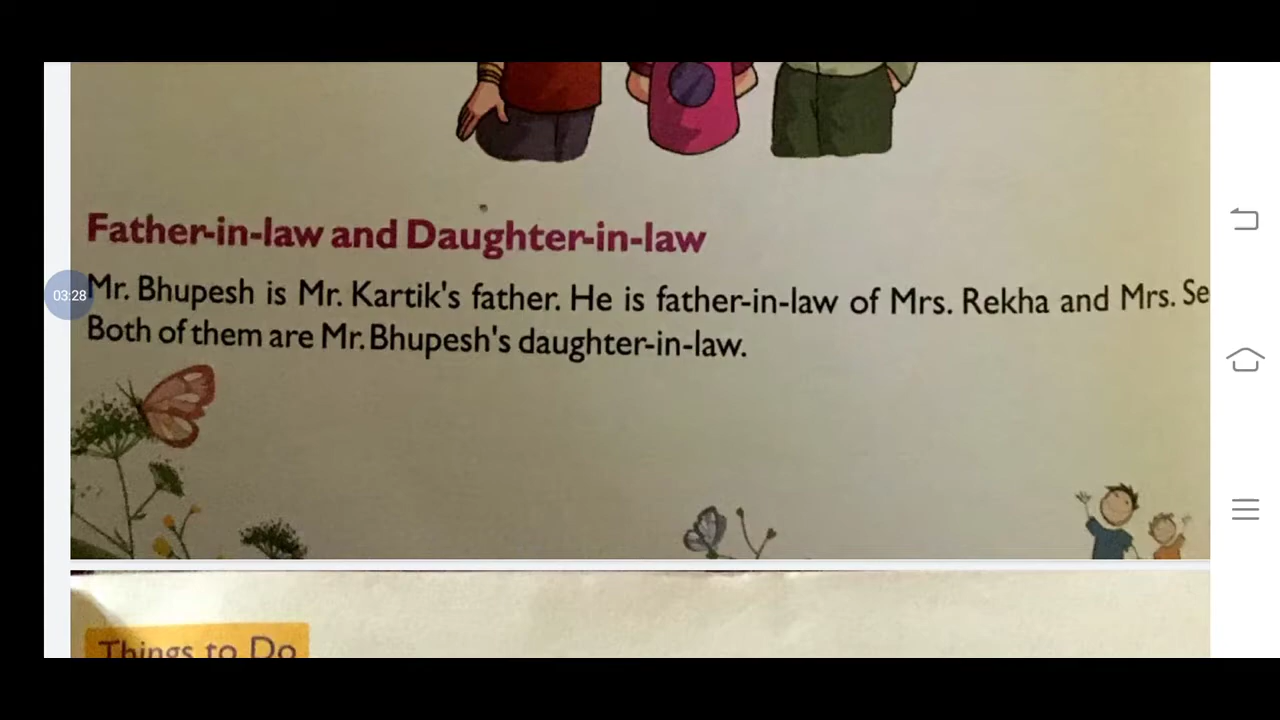 Father-in-law and Daughter-in-law
03:28
Mr. Bhupesh is Mr. Kartik's father. He is father-in-law of Mrs. Rekha and Mrs.
Both of them are Mr. Bhupesh's daughter-in-law.
Things to Do